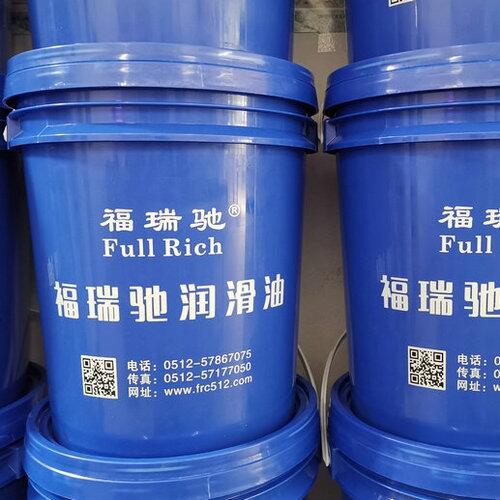 福瑞驰®
Full Rich
福瑞驰润滑油
电话：0512-57867075
传真：0512-57177050
网址：www.frc512.com
福瑞
Full
福瑞驰
电话：0
传真：0
网址：w